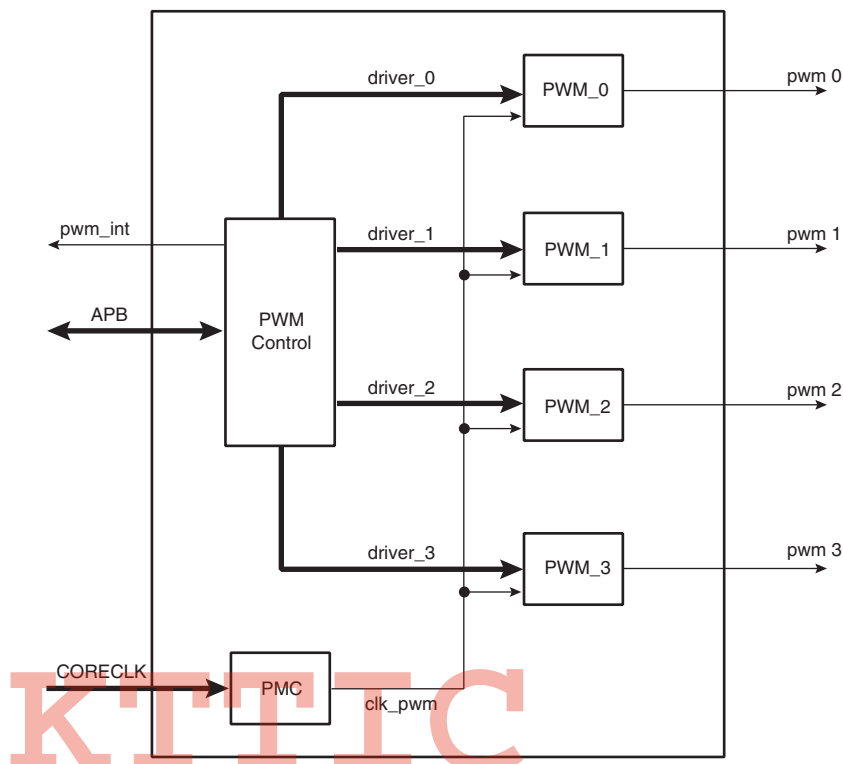 driver_0
PWM_0
pwm 0
pwm_int
driver_1
PWM_1
pwm 1
APB
PWM
Control
driver_2
PWM_2
pwm 2
driver_3
PWM_3
pwm 3
CORECLK
PMC
clk_pwm
KTTIC